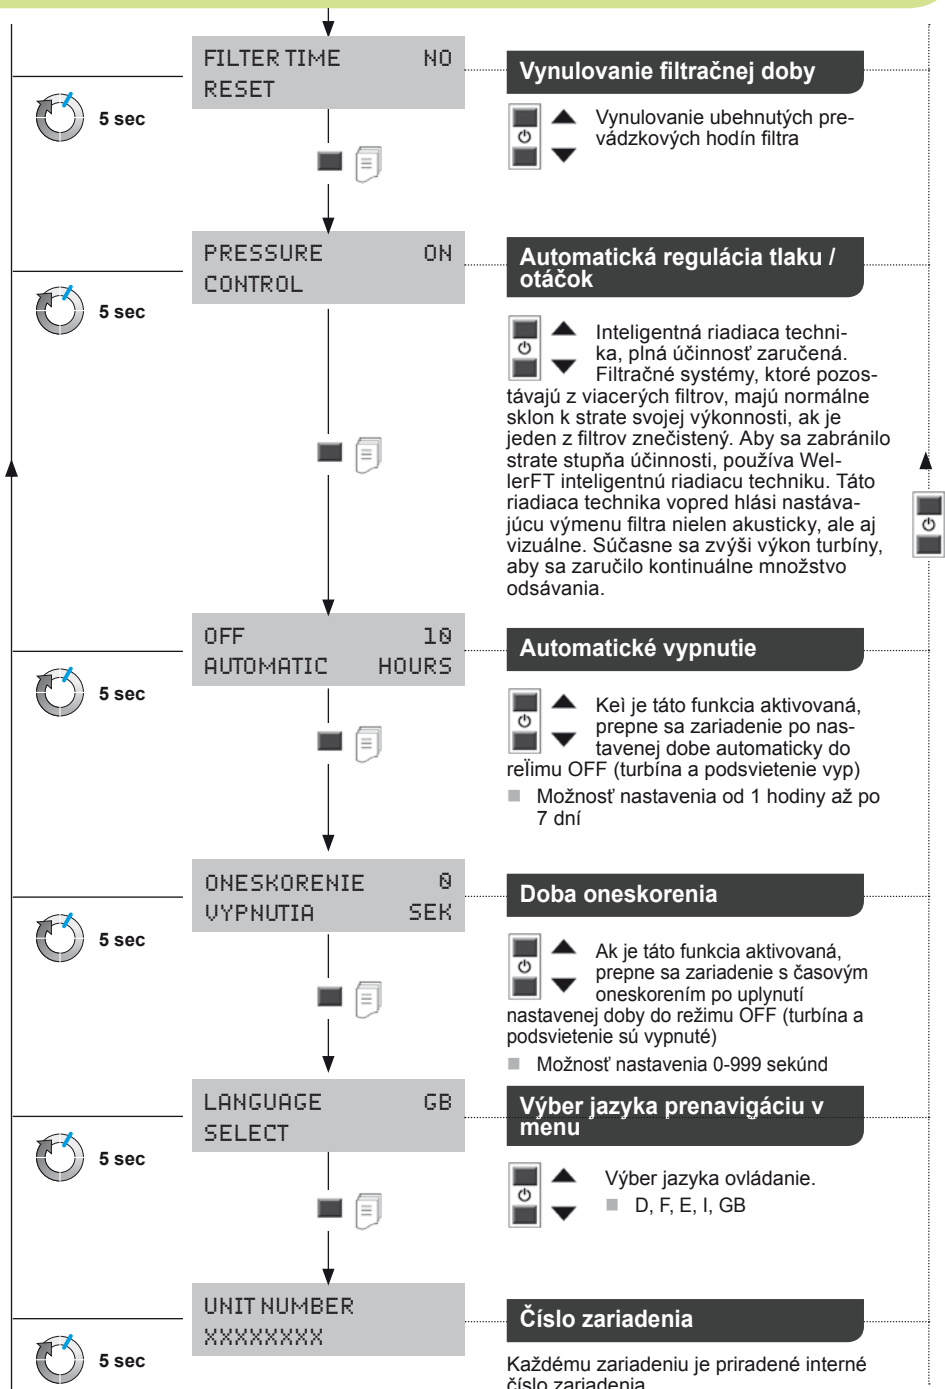 FILTER TIME NO
RESET
5 sec
Vynulovanie filtračnej doby
Vynulovanie ubehnutých pre-
vádzkových hodín filtra
PRESSURE ON
CONTROL
5 sec
Automatická regulácia tlaku /
otáčok
Inteligentná riadiaca techni-
ka, plná účinnosť zaručená.
Filtračné systémy, ktoré pozos-
távajú z viacerých filtrov, majú normálne
sklon k strate svojej výkonnosti, ak je
jeden z filtrov znečistený. Aby sa zabránilo
strate stupňa účinnosti, používa Wel-
lerFT inteligentnú riadiacu techniku. Táto
riadiaca technika vopred hlási nastáva-
júcu výmenu filtra nielen akusticky, ale aj
vizuálne. Súčasne sa zvýši výkon turbíny,
aby sa zaručilo kontinuálne množstvo
odsávania.
OFF 10
AUTOMATIC HOURS
5 sec
Automatické vypnutie
Keì je táto funkcia aktivovaná,
prepne sa zariadenie po nas-
tavenej dobe automaticky do
reÏimu OFF (turbína a podsvietenie vyp)
Možnosť nastavenia od 1 hodiny až po
7 dní
ONESKORENIE 0
VYPNUTIA SEK
5 sec
Doba oneskorenia
Ak je táto funkcia aktivovaná,
prepne sa zariadenie s časovým
oneskorením po uplynutí
nastavenej doby do režimu OFF (turbína a
podsvietenie sú vypnuté)
Možnosť nastavenia 0-999 sekúnd
LANGUAGE GB
SELECT
5 sec
Výber jazyka prenavigáciu v
menu
Výber jazyka ovládanie.
D, F, E, I, GB
UNIT NUMBER
XXXXXXXX
5 sec
Číslo zariadenia
Každému zariadeniu je priradené interné
číslo zariadenia